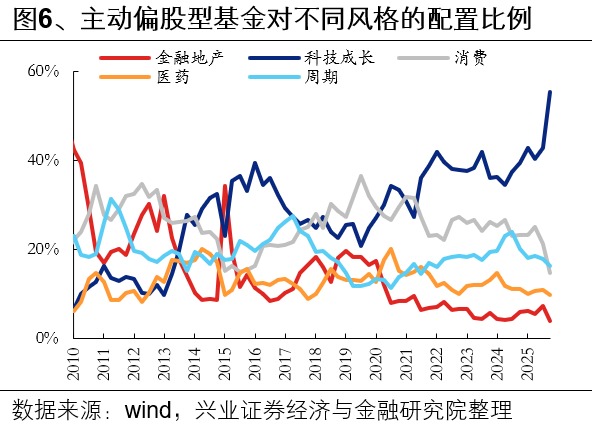 图6、主动偏股型基金对不同风格的配置比例
金融地产 科技成长 消费
医药 周期
60%
40%
20%
0%
2010 2011 2012 2013 2014 2015 2016 2017 2018 2019 2020 2021 2022 2023 2024 2025
数据来源：wind，兴业证券经济与金融研究院整理